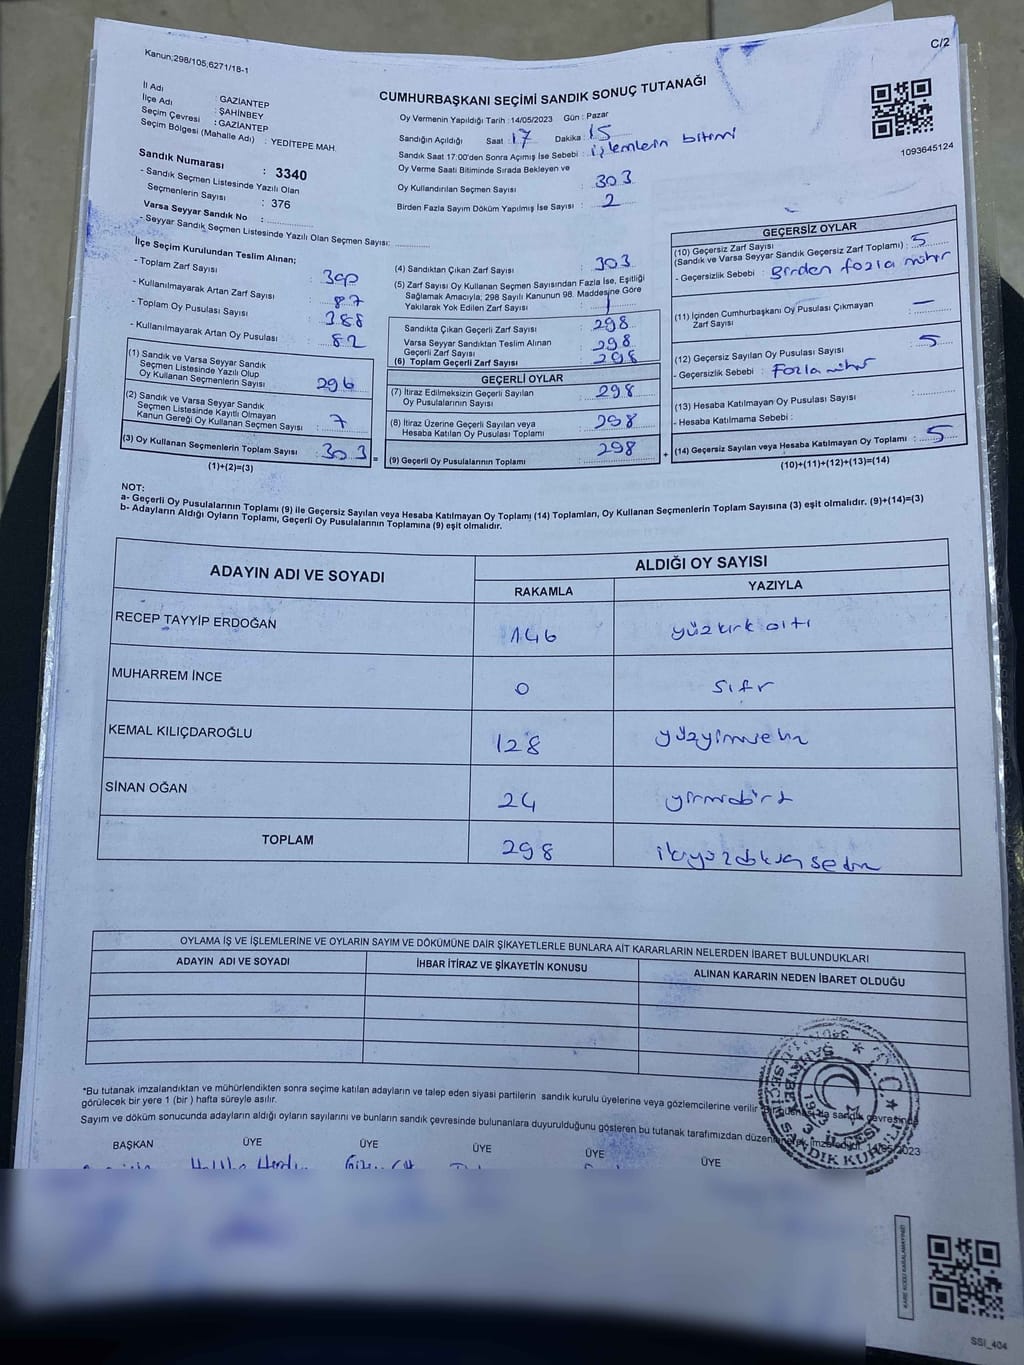 C/2
Kanun;298/105,6271/18-1
CUMHURBAŞKANI SEÇİMİ SANDIK SONUÇ TUTANAĞI
1093645124
İl Adı : GAZİANTEP
İlçe Adı : ŞAHİNBEY
Seçim Çevresi : GAZİANTEP
Seçim Bölgesi (Mahalle Adı) : YEDİTEPE MAH.
Sandık Numarası : 3340
- Sandık Seçmen Listesinde Yazılı Olan
Seçmenlerin Sayısı : 376
Varsa Seyyar Sandık No :
- Seyyar Sandık Seçmen Listesinde Yazılı Olan Seçmen Sayısı:
Oy Vermenin Yapıldığı Tarih : 14/05/2023 Gün : Pazar
Sandığın Açıldığı Saat : 17 Dakika : 15
Sandık Saat 17:00'den Sonra Açımış İse Sebebi : işlemlerin bitimi
Oy Verme Saati Bitiminde Sırada Bekleyen ve
Oy Kullandırılan Seçmen Sayısı : 303
Birden Fazla Sayım Döküm Yapılmış İse Sayısı : 2
İlçe Seçim Kurulundan Teslim Alınan;
- Toplam Zarf Sayısı : 390
- Kullanılmayarak Artan Zarf Sayısı : 87
- Toplam Oy Pusulası Sayısı : 388
- Kullanılmayarak Artan Oy Pusulası : 82
(1) Sandık ve Varsa Seyyar Sandık
Seçmen Listesinde Yazılı Olup
Oy Kullanan Seçmenlerin Sayısı : 296
(2) Sandık ve Varsa Seyyar Sandık
Seçmen Listesinde Kayıtlı Olmayan
Kanun Gereği Oy Kullanan Seçmen Sayısı : 7
(3) Oy Kullanan Seçmenlerin Toplam Sayısı : 303
(1)+(2)=(3)
(4) Sandıktan Çıkan Zarf Sayısı : 303
(5) Zarf Sayısı Oy Kullanan Seçmen Sayısından Fazla İse, Eşitliği
Sağlamak Amacıyla; 298 Sayılı Kanunun 98. Maddesine Göre
Yakılarak Yok Edilen Zarf Sayısı :
Sandıkta Çıkan Geçerli Zarf Sayısı : 298
Varsa Seyyar Sandıktan Teslim Alınan
Geçerli Zarf Sayısı : 298
(6) Toplam Geçerli Zarf Sayısı : 298
GEÇERLİ OYLAR
(7) İtiraz Edilmeksizin Geçerli Sayılan
Oy Pusulalarının Sayısı : 298
(8) İtiraz Üzerine Geçerli Sayılan veya
Hesaba Katılan Oy Pusulası Toplamı : 298
= (9) Geçerli Oy Pusulalarının Toplamı : 298
GEÇERSİZ OYLAR
(10) Geçersiz Zarf Sayısı
(Sandık ve Varsa Seyyar Sandık Geçersiz Zarf Toplamı) : 5
- Geçersizlik Sebebi : Birden fazla mühür
(11) İçinden Cumhurbaşkanı Oy Pusulası Çıkmayan
Zarf Sayısı : —
(12) Geçersiz Sayılan Oy Pusulası Sayısı : 5
- Geçersizlik Sebebi : Fazla mühür
(13) Hesaba Katılmayan Oy Pusulası Sayısı :
- Hesaba Katılmama Sebebi :
+ (14) Geçersiz Sayılan veya Hesaba Katılmayan Oy Toplamı : 5
(10)+(11)+(12)+(13)=(14)
NOT:
a- Geçerli Oy Pusulalarının Toplamı (9) ile Geçersiz Sayılan veya Hesaba Katılmayan Oy Toplamı (14) Toplamları, Oy Kullanan Seçmenlerin Toplam Sayısına (3) eşit olmalıdır. (9)+(14)=(3)
b- Adayların Aldığı Oyların Toplamı, Geçerli Oy Pusulalarının Toplamına (9) eşit olmalıdır.
ADAYIN ADI VE SOYADI
ALDIĞI OY SAYISI
RAKAMLA YAZIYLA
RECEP TAYYİP ERDOĞAN 146 yüzkırk altı
MUHARREM İNCE 0 sıfır
KEMAL KILIÇDAROĞLU 128
SİNAN OĞAN 24
TOPLAM 298
OYLAMA İŞ VE İŞLEMLERİNE VE OYLARIN SAYIM VE DÖKÜMÜNE DAİR ŞİKAYETLERLE BUNLARA AİT KARARLARIN NELERDEN İBARET BULUNDUKLARI
ADAYIN ADI VE SOYADI İHBAR İTİRAZ VE ŞİKAYETİN KONUSU ALINAN KARARIN NEDEN İBARET OLDUĞU
*Bu tutanak imzalandıktan ve mühürlendikten sonra seçime katılan adayların ve talep eden siyasi partilerin sandık kurulu üyelerine veya gözlemcilerine verilir. Bir sandık çevresinde
görülecek bir yere 1 (bir ) hafta süreyle asılır.
Sayım ve döküm sonucunda adayların aldığı oyların sayılarını ve bunların sandık çevresinde bulunanlara duyurulduğunu gösteren bu tutanak tarafımızdan düzenlenerek imza edildi. 14/05/2023
BAŞKAN ÜYE ÜYE ÜYE ÜYE ÜYE
T.C.
İLÇESİ
KARE KODU KARALAMAYINIZ!
SSİ_404